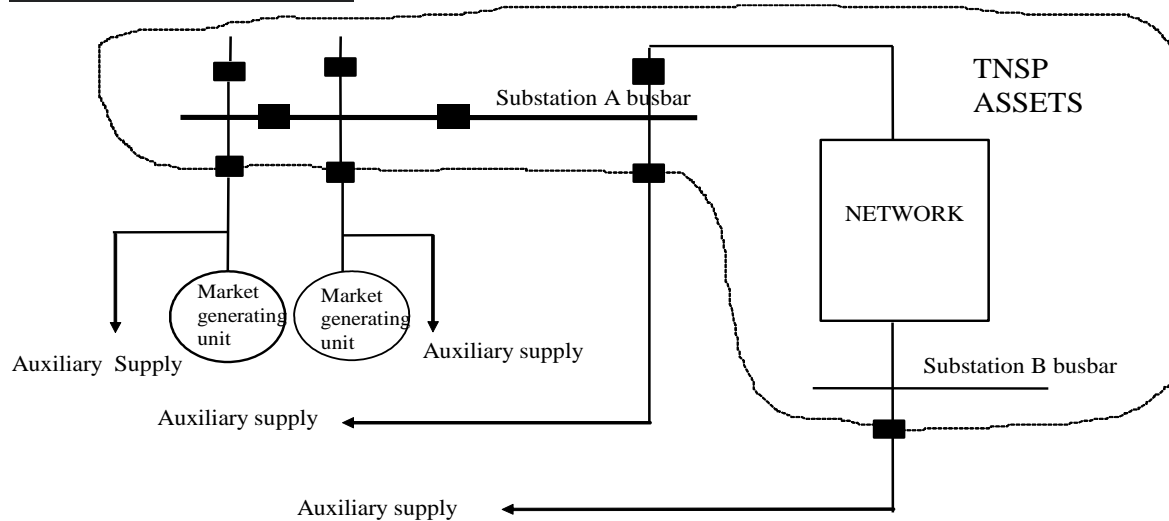 TNSP
ASSETS
Substation A busbar
NETWORK
Market
generating
unit
Market
generating
unit
Auxiliary  Supply
Auxiliary supply
Substation B busbar
Auxiliary supply
Auxiliary supply